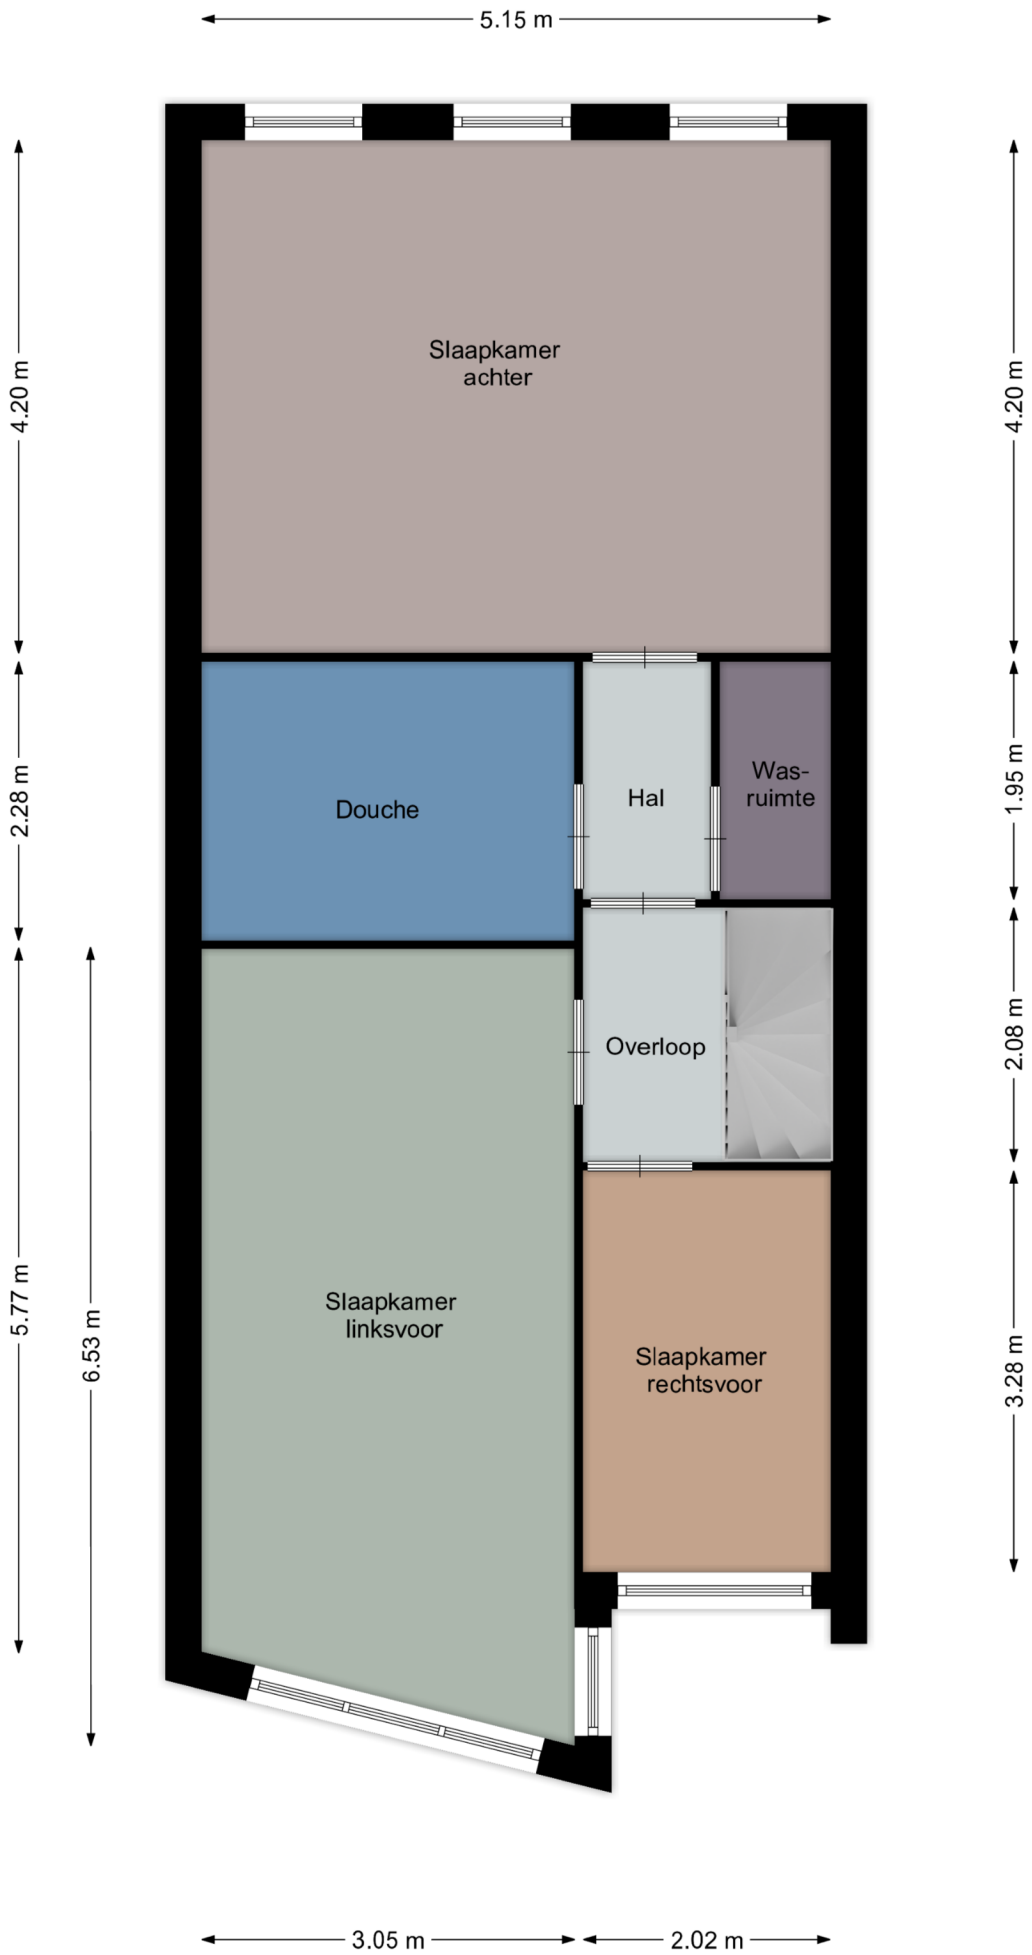 5.15 m
4.20 m
4.20 m
Slaapkamer
achter
2.28 m
1.95 m
Was-
ruimte
Hal
Douche
2.08 m
Overloop
5.77 m
6.53 m
Slaapkamer
linksvoor
Slaapkamer
rechtsvoor
3.28 m
3.05 m
2.02 m